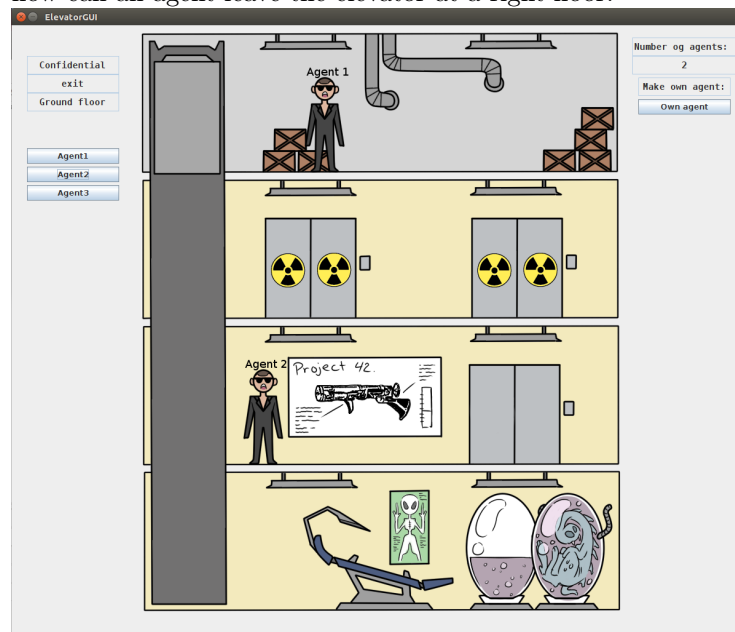 how can an agent leave the elevator at a right floor.
ElevatorGUI
Confidential
exit
Ground floor
Agent1
Agent2
Agent3
Agent 1
Agent 2
Project 42.
Number og agents:
2
Make own agent:
Own agent